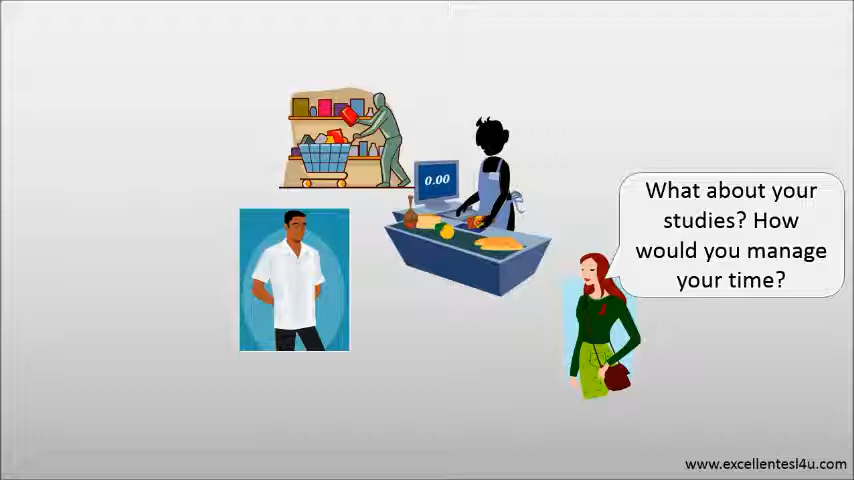 0.00
What about your
studies? How
would you manage
your time?
www.excellentesl4u.com